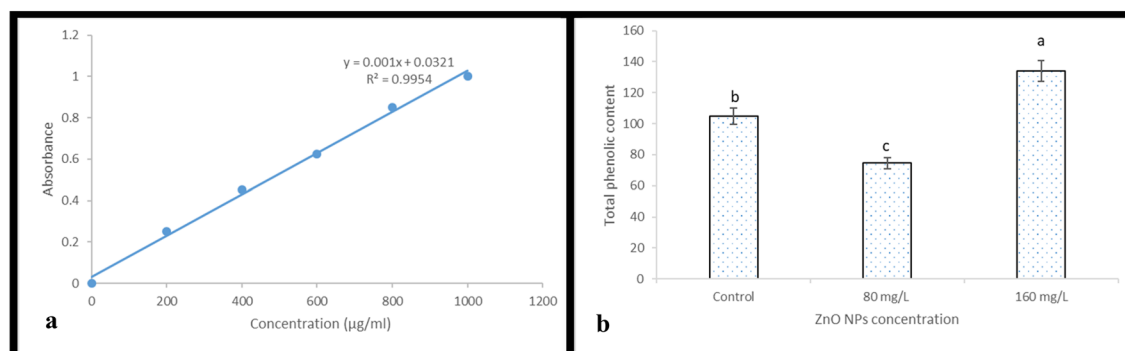 1.2
1
0.8
0.6
0.4
0.2
0
Absorbance
y = 0.001x + 0.0321
R² = 0.9954
0 200 400 600 800 1000 1200
Concentration (µg/ml)
a
160
140
120
100
80
60
40
20
0
Total phenolic content
b
c
a
Control 80 mg/L 160 mg/L
ZnO NPs concentration
b